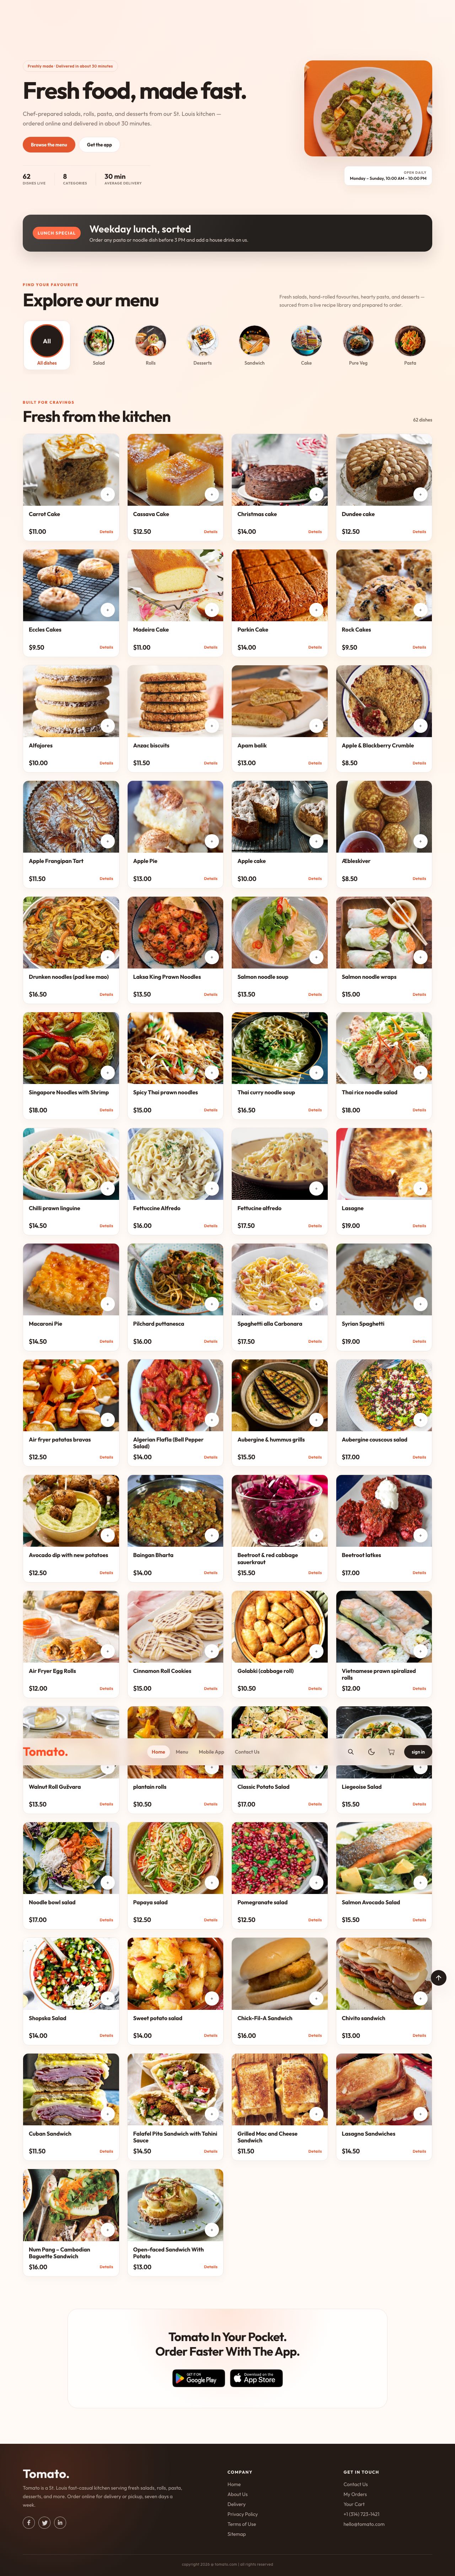 Freshly made · Delivered in about 30 minutes
Fresh food, made fast.
Chef-prepared salads, rolls, pasta, and desserts from our St. Louis kitchen —
ordered online and delivered in about 30 minutes.
Browse the menu
Get the app
62
DISHES LIVE
8
CATEGORIES
30 min
AVERAGE DELIVERY
OPEN DAILY
Monday – Sunday, 10:00 AM – 10:00 PM
LUNCH SPECIAL
Weekday lunch, sorted
Order any pasta or noodle dish before 3 PM and add a house drink on us.
FIND YOUR FAVOURITE
Explore our menu
Fresh salads, hand-rolled favourites, hearty pasta, and desserts —
sourced from a live recipe library and prepared to order.
All
All dishes
Salad
Rolls
Desserts
Sandwich
Cake
Pure Veg
Pasta
BUILT FOR CRAVINGS
Fresh from the kitchen
62 dishes
Carrot Cake
$11.00
Details
Cassava Cake
$12.50
Details
Christmas cake
$14.00
Details
Dundee cake
$12.50
Details
Eccles Cakes
$9.50
Details
Madeira Cake
$11.00
Details
Parkin Cake
$14.00
Details
Rock Cakes
$9.50
Details
Alfajores
$10.00
Details
Anzac biscuits
$11.50
Details
Apam balik
$13.00
Details
Apple & Blackberry Crumble
$8.50
Details
Apple Frangipan Tart
$11.50
Details
Apple Pie
$13.00
Details
Apple cake
$10.00
Details
Æbleskiver
$8.50
Details
Drunken noodles (pad kee mao)
$16.50
Details
Laksa King Prawn Noodles
$13.50
Details
Salmon noodle soup
$13.50
Details
Salmon noodle wraps
$15.00
Details
Singapore Noodles with Shrimp
$18.00
Details
Spicy Thai prawn noodles
$15.00
Details
Thai curry noodle soup
$16.50
Details
Thai rice noodle salad
$18.00
Details
Chilli prawn linguine
$14.50
Details
Fettuccine Alfredo
$16.00
Details
Fettucine alfredo
$17.50
Details
Lasagne
$19.00
Details
Macaroni Pie
$14.50
Details
Pilchard puttanesca
$16.00
Details
Spaghetti alla Carbonara
$17.50
Details
Syrian Spaghetti
$19.00
Details
Air fryer patatas bravas
$12.50
Details
Algerian Flafla (Bell Pepper
Salad)
$14.00
Details
Aubergine & hummus grills
$15.50
Details
Aubergine couscous salad
$17.00
Details
Avocado dip with new potatoes
$12.50
Details
Baingan Bharta
$14.00
Details
Beetroot & red cabbage
sauerkraut
$15.50
Details
Beetroot latkes
$17.00
Details
Air Fryer Egg Rolls
$12.00
Details
Cinnamon Roll Cookies
$15.00
Details
Golabki (cabbage roll)
$10.50
Details
Vietnamese prawn spiralized
rolls
$12.00
Details
Tomato.
Home
Menu
Mobile App
Contact Us
sign in
Walnut Roll Gužvara
$13.50
Details
plantain rolls
$10.50
Details
Classic Potato Salad
$17.00
Details
Liegeoise Salad
$15.50
Details
Noodle bowl salad
$17.00
Details
Papaya salad
$12.50
Details
Pomegranate salad
$12.50
Details
Salmon Avocado Salad
$15.50
Details
Shopska Salad
$14.00
Details
Sweet potato salad
$14.00
Details
Chick-Fil-A Sandwich
$16.00
Details
Chivito sandwich
$13.00
Details
Cuban Sandwich
$11.50
Details
Falafel Pita Sandwich with Tahini
Sauce
$14.50
Details
Grilled Mac and Cheese
Sandwich
$11.50
Details
Lasagna Sandwiches
$14.50
Details
Num Pang – Cambodian
Baguette Sandwich
$16.00
Details
Open-faced Sandwich With
Potato
$13.00
Details
Tomato In Your Pocket.
Order Faster With The App.
GET IT ON
Google Play
Download on the
App Store
Tomato.
Tomato is a St. Louis fast-casual kitchen serving fresh salads, rolls, pasta,
desserts, and more. Order online for delivery or pickup, seven days a
week.
COMPANY
Home
About Us
Delivery
Privacy Policy
Terms of Use
Sitemap
GET IN TOUCH
Contact Us
My Orders
Your Cart
+1 (314) 723-1421
hello@tomato.com
copyright 2026 @ tomato.com | all rights reserved